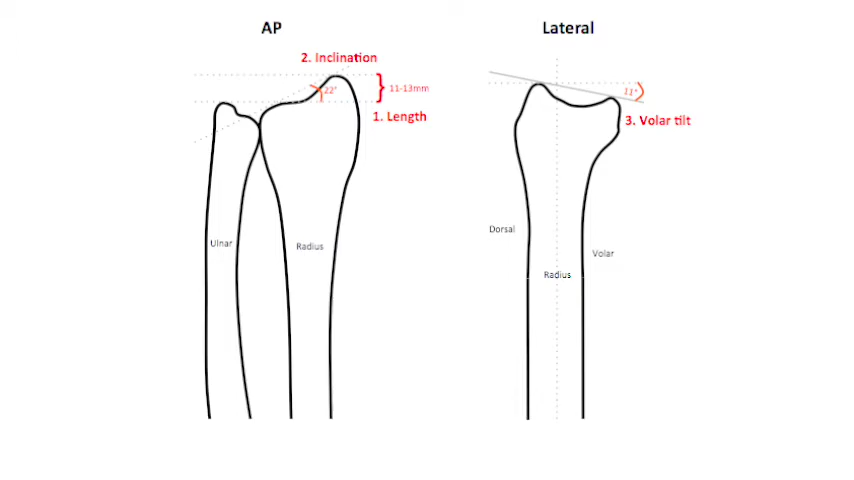 AP
2. Inclination
22°
11-13mm
1. Length
Ulnar
Radius
Lateral
11°
3. Volar tilt
Dorsal
Volar
Radius